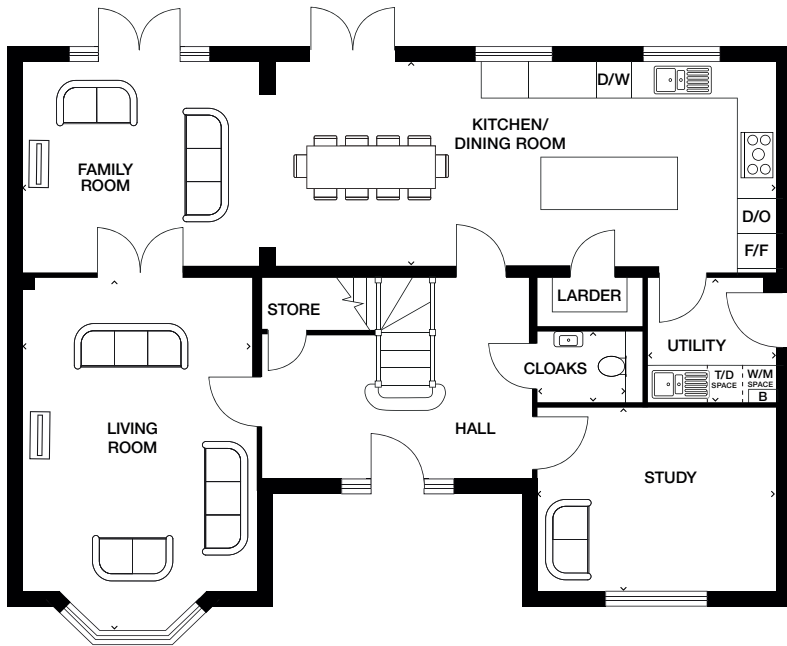 D/W
KITCHEN/
DINING ROOM
FAMILY
ROOM
D/O
F/F
LARDER
STORE
UTILITY
CLOAKS
T/D
SPACE
W/M
SPACE
B
LIVING
ROOM
HALL
STUDY